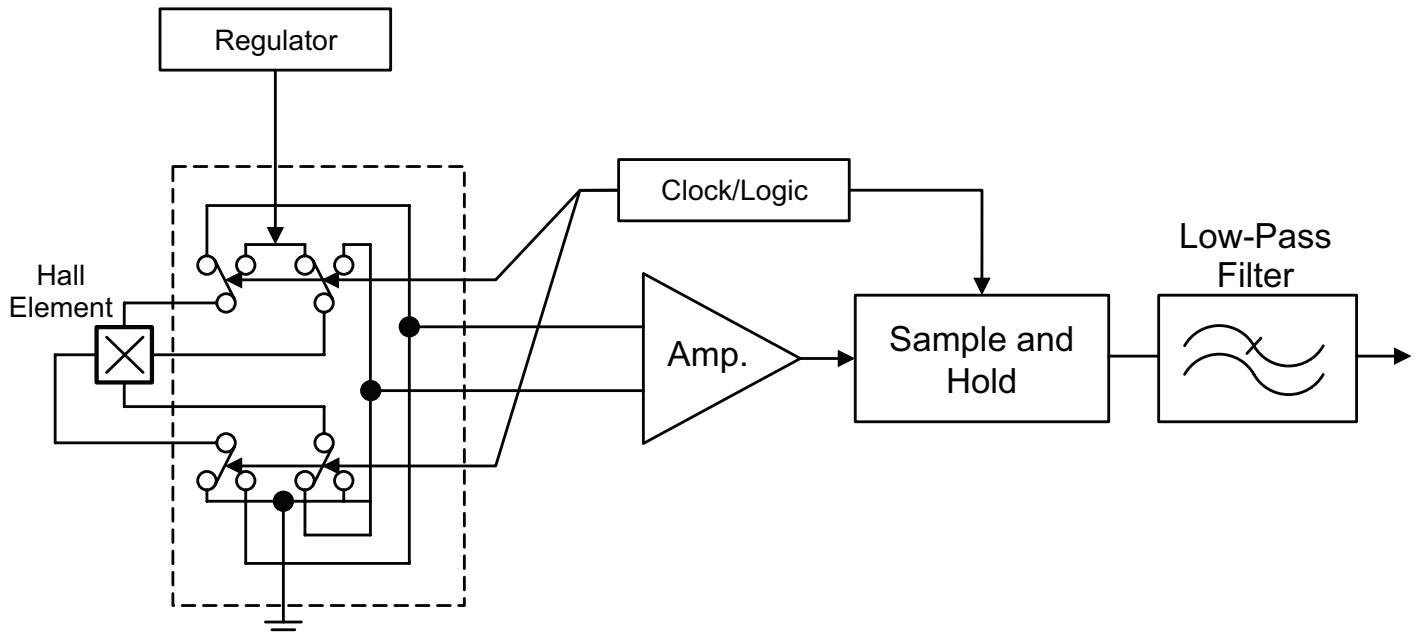 Regulator
Clock/Logic
Low-Pass
Filter
Hall
Element
Amp.
Sample and
Hold